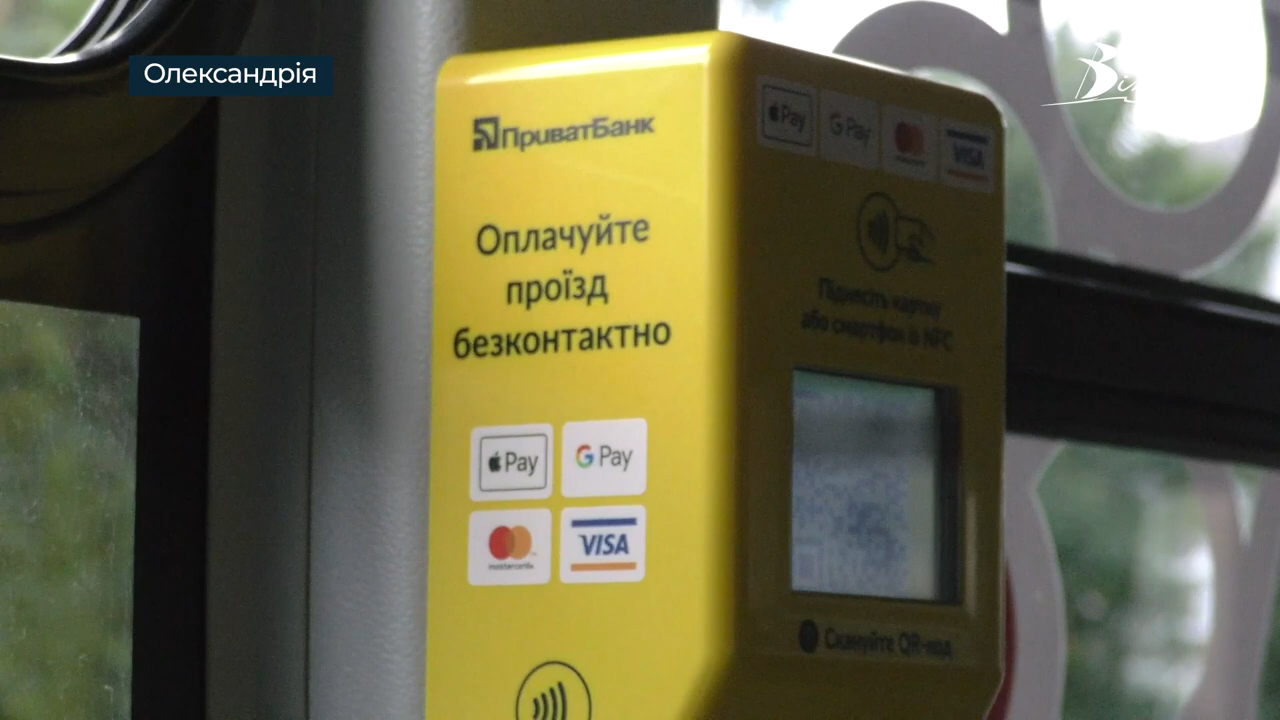 Олександрія
ПриватБанк
Оплачуйте
проїзд
безконтактно
Pay
G Pay
mastercard
VISA
Pay
G Pay
VISA
Піднесіть картку
або смартфон із NFC
Скануйте QR-код